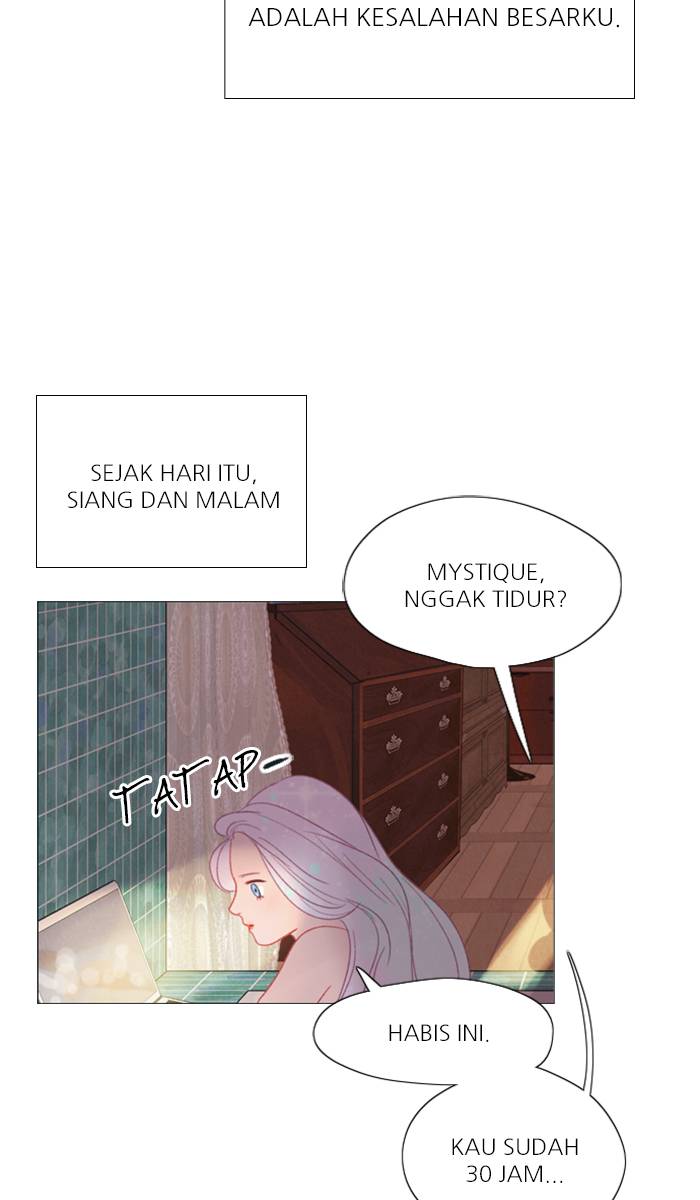 ADALAH KESALAHAN BESARKU.
SEJAK HARI ITU,
SIANG DAN MALAM
MYSTIQUE,
NGGAK TIDUR?
TATAP-
HABIS INI.
KAU SUDAH
30 JAM...